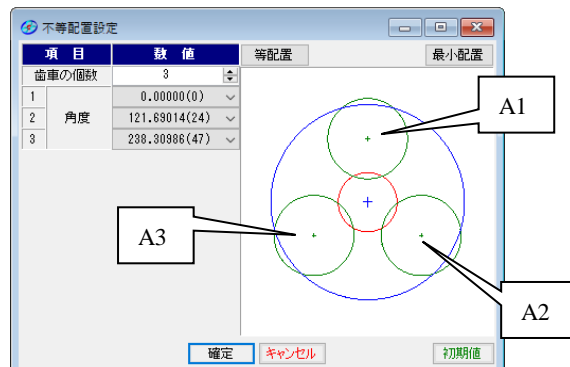 不等配置設定
項 目 数 値 等配置 最小配置
歯車の個数 3
1 角度 0.00000(0)
2 121.69014(24)
3 238.30986(47)
A1
A3
A2
確定 キャンセル 初期値